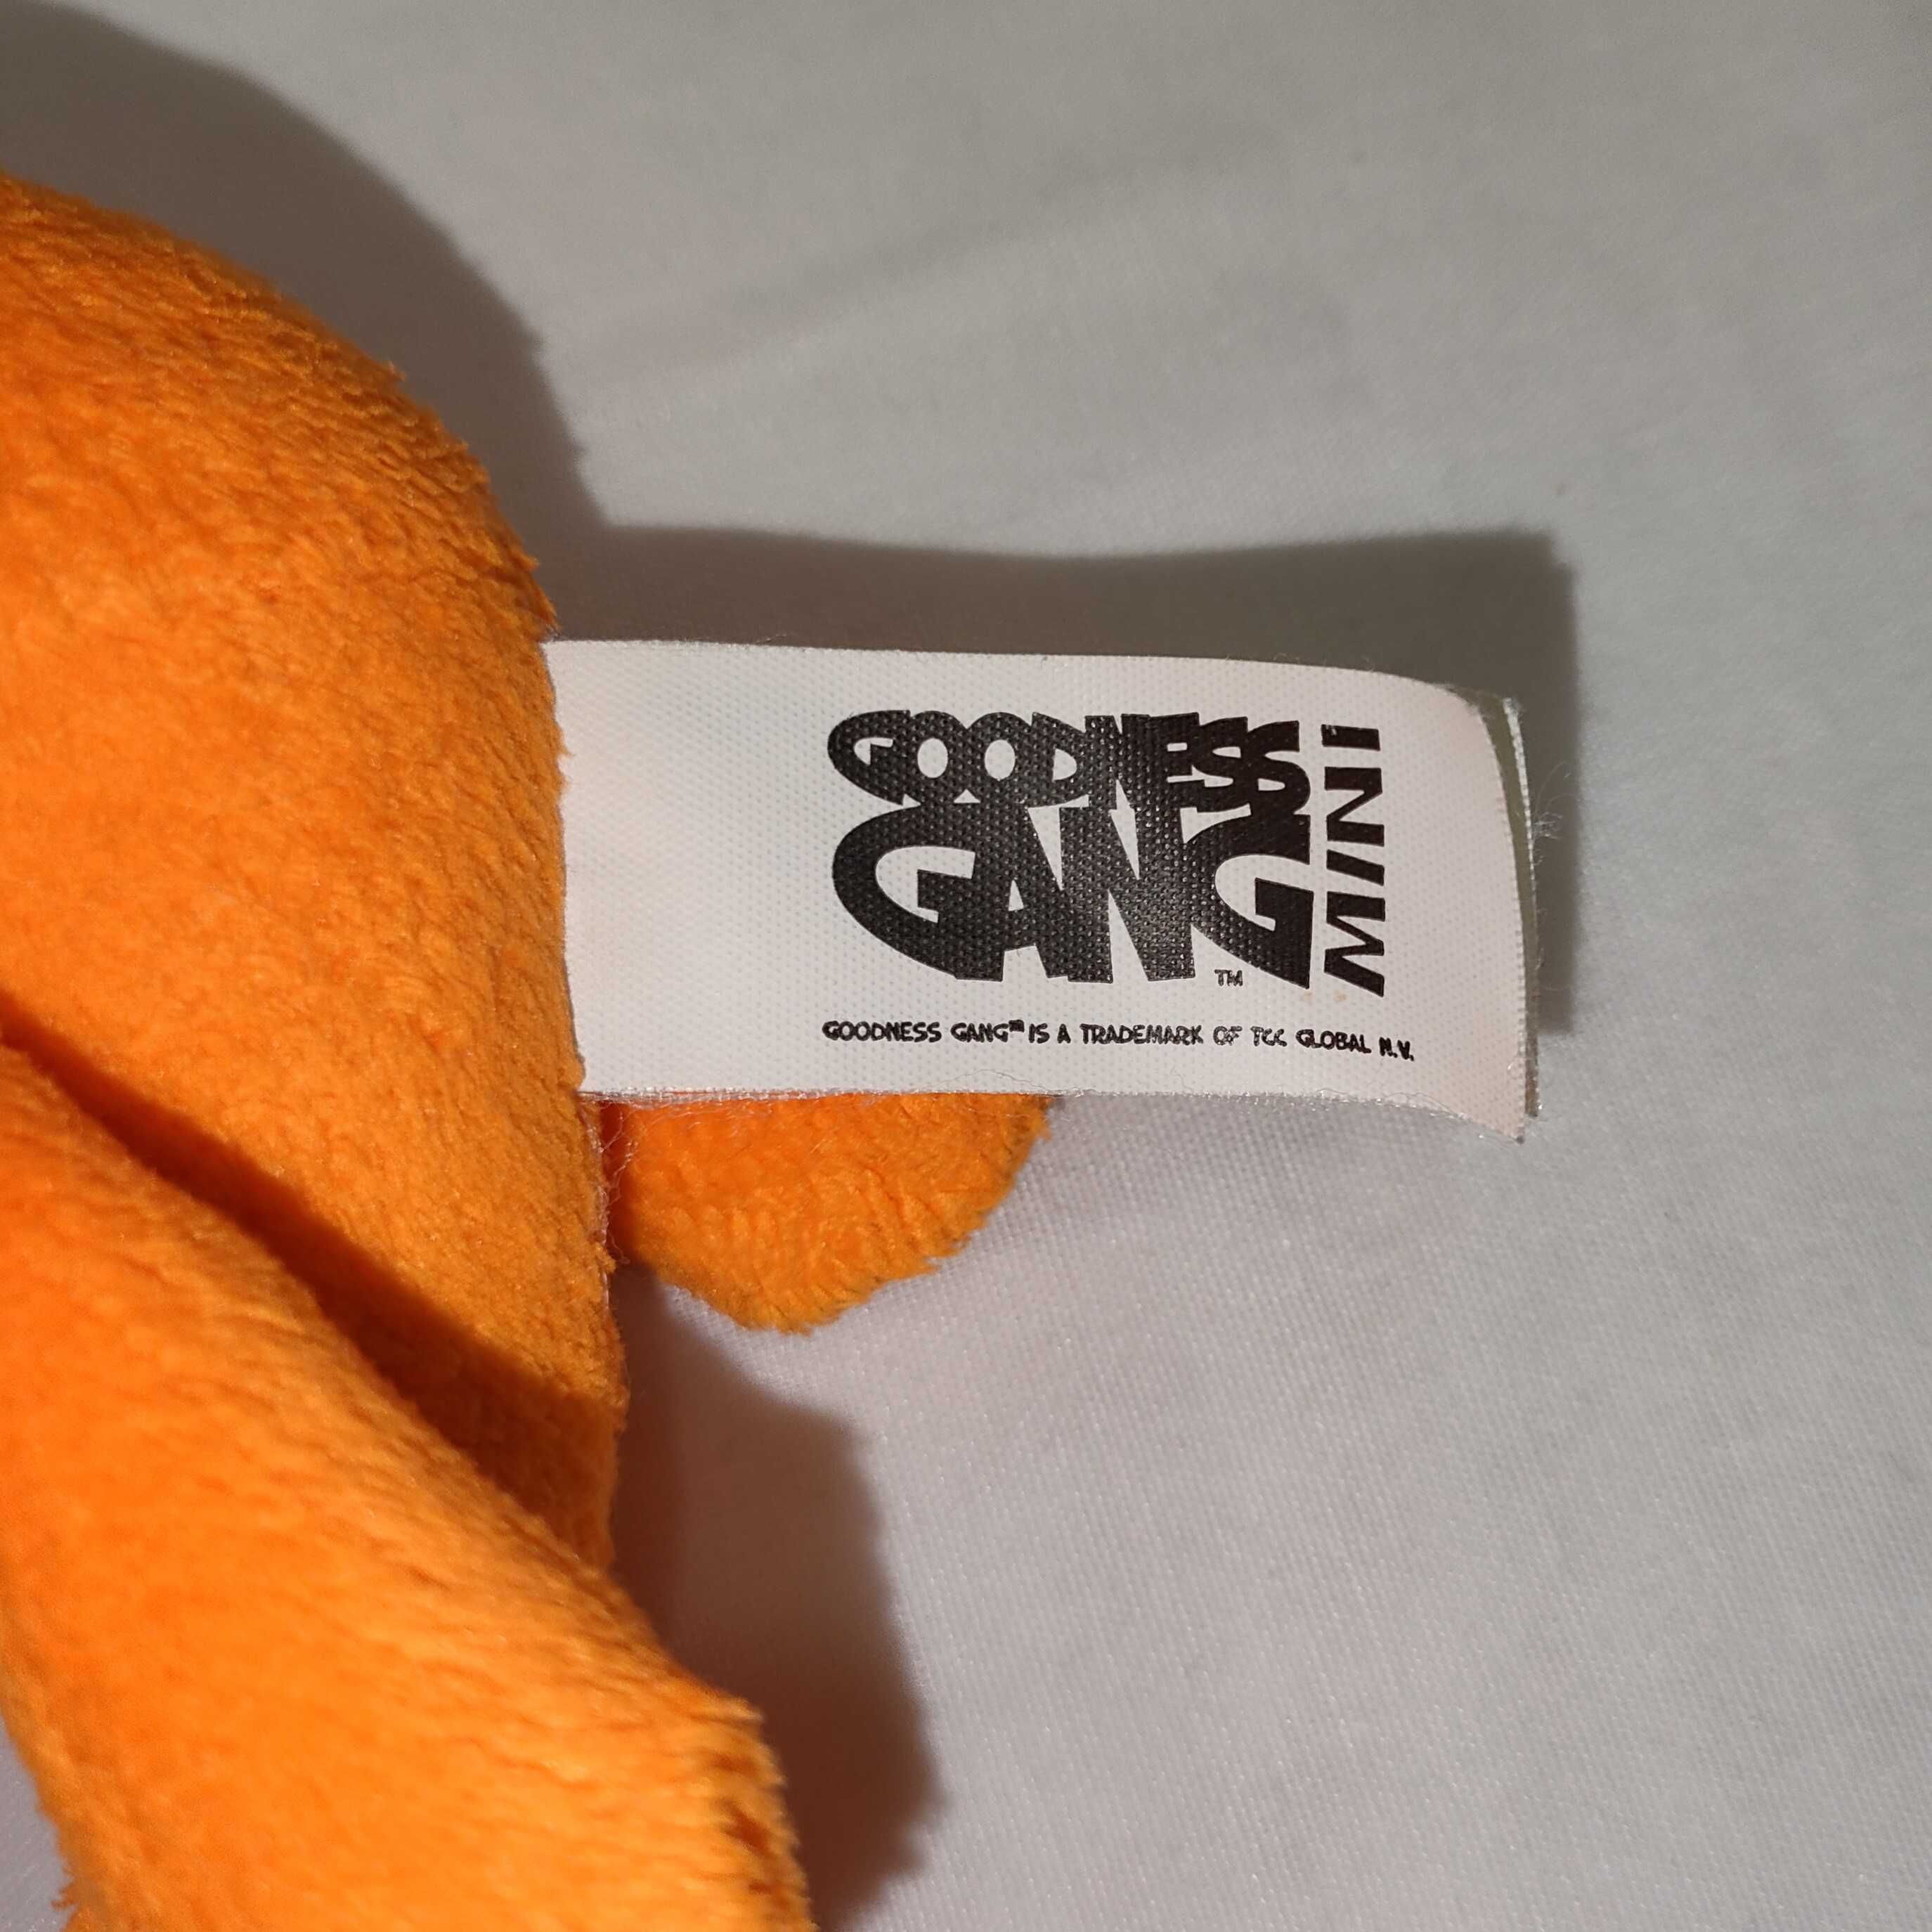 GOODNESS
GANG
MINI
TM
GOODNESS GANG™ IS A TRADEMARK OF TCC GLOBAL N.V.